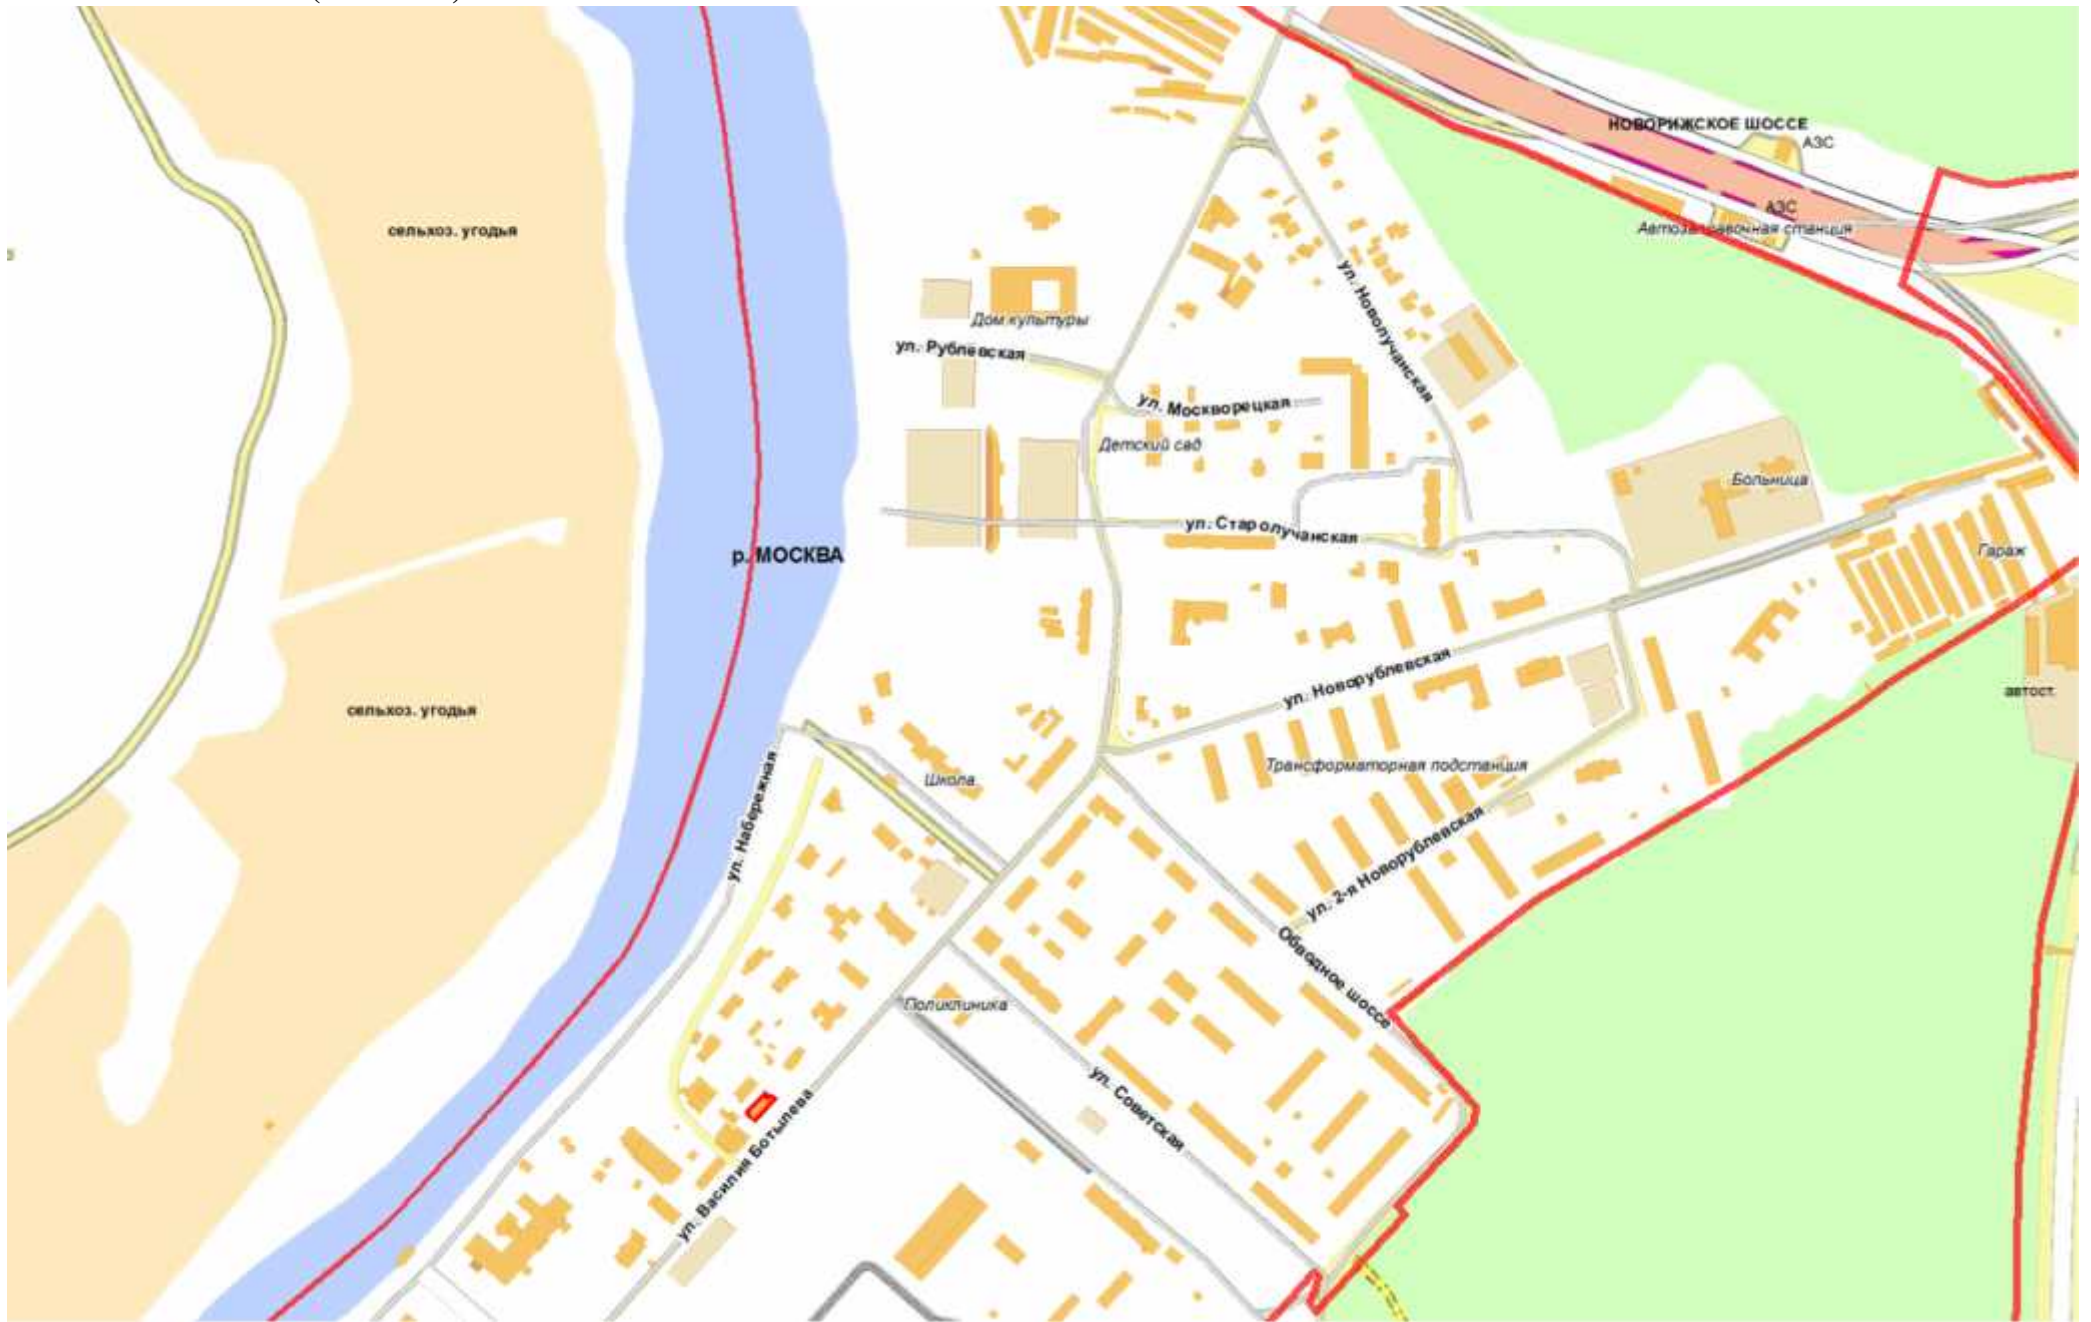 НОВОРИЖСКОЕ ШОССЕ
АЗС
АЗС
Автозаправочная станция
сельхоз. угодья
ул. Новолучанская
Дом культуры
ул. Рублевская
ул. Москворецкая
Детский сад
Больница
ул. Старолучанская
р. МОСКВА
Гараж
ул. Новорублевская
автост.
сельхоз. угодья
Трансформаторная подстанция
Школа
ул. Набережная
ул. 2-я Новорублевская
Обводное шоссе
Поликлиника
ул. Советская
ул. Василия Ботылева